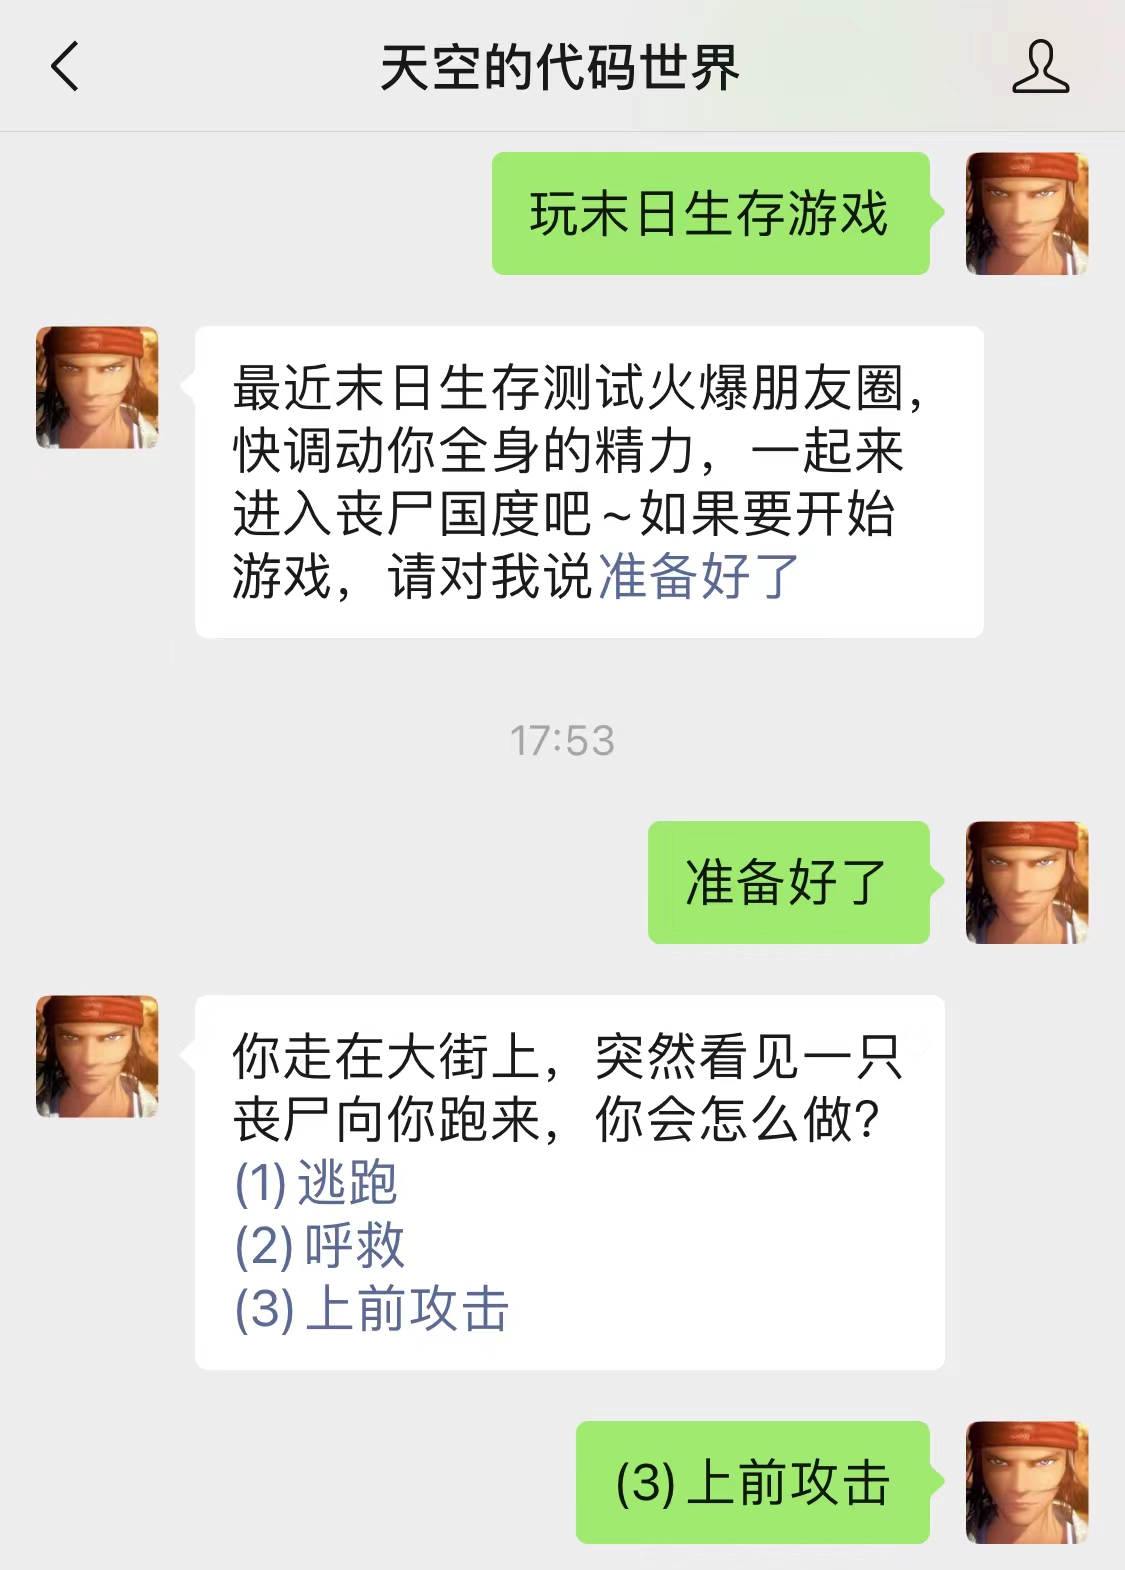 天空的代码世界
玩末日生存游戏
最近末日生存测试火爆朋友圈，
快调动你全身的精力，一起来
进入丧尸国度吧~如果要开始
游戏，请对我说准备好了
17:53
准备好了
你走在大街上，突然看见一只
丧尸向你跑来，你会怎么做?
(1)逃跑
(2)呼救
(3)上前攻击
(3)上前攻击